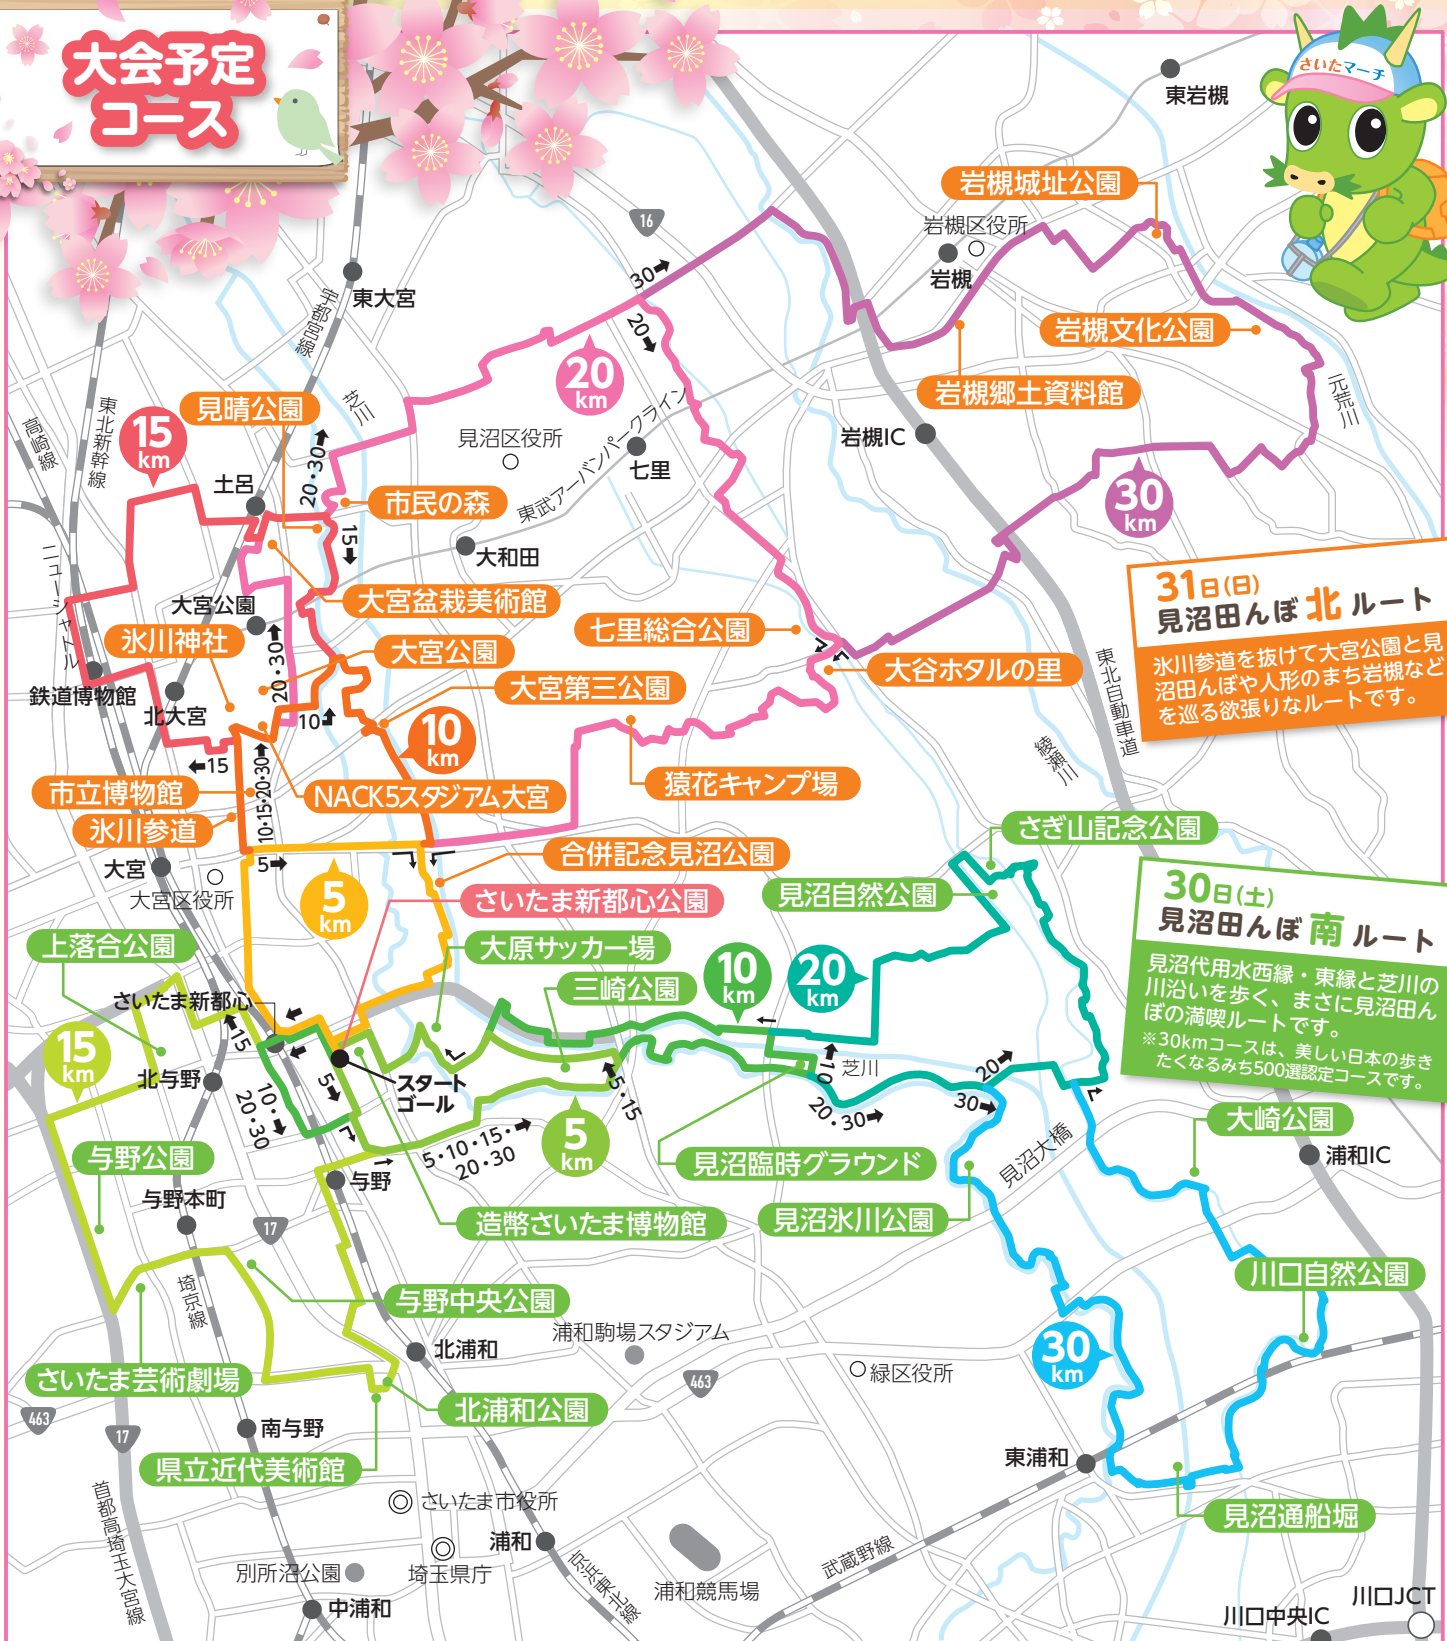 大会予定
コース
さいたマーチ
東岩槻
岩槻城址公園
16
岩槻区役所
岩槻
30
東大宮
宇都宮線
20
岩槻文化公園
20
km
岩槻郷土資料館
元荒川
見晴公園
芝川
東北新幹線
高崎線
15
km
見沼区役所
東武アーバンパークライン
七里
岩槻IC
20・30
土呂
市民の森
30
km
15
大和田
ニューシャトル
大宮盆栽美術館
大宮公園
31日(日)
見沼田んぼ 北 ルート
氷川参道を抜けて大宮公園と見
沼田んぼや人形のまち岩槻など
を巡る欲張りなルートです。
氷川神社
七里総合公園
大宮公園
20・30
大谷ホタルの里
東北自動車道
鉄道博物館
北大宮
大宮第三公園
10
10
km
綾瀬川
15
市立博物館
10・15・20・30
NACK5スタジアム大宮
猿花キャンプ場
氷川参道
さぎ山記念公園
大宮
5
合併記念見沼公園
大宮区役所
5
km
さいたま新都心公園
見沼自然公園
30日(土)
見沼田んぼ 南 ルート
見沼代用水西縁・東縁と芝川の
川沿いを歩く、まさに見沼田ん
ぼの満喫ルートです。
※30kmコースは、美しい日本の歩き
たくなるみち500選認定コースです。
上落合公園
大原サッカー場
10
km
20
km
さいたま新都心
三崎公園
15
15
km
北与野
スタート
ゴール
5
10・
20・30
5・15
10
芝川
20
30
20・30
大崎公園
5
km
与野公園
5・10・15・
20・30
見沼臨時グラウンド
見沼大橋
浦和IC
与野
与野本町
17
造幣さいたま博物館
見沼氷川公園
埼京線
川口自然公園
与野中央公園
浦和駒場スタジアム
北浦和
30
km
緑区役所
さいたま芸術劇場
463
463
北浦和公園
17
南与野
東浦和
県立近代美術館
さいたま市役所
見沼通船堀
首都高埼玉大宮線
浦和
京浜東北線
武蔵野線
別所沼公園
埼玉県庁
浦和競馬場
中浦和
川口JCT
川口中央IC